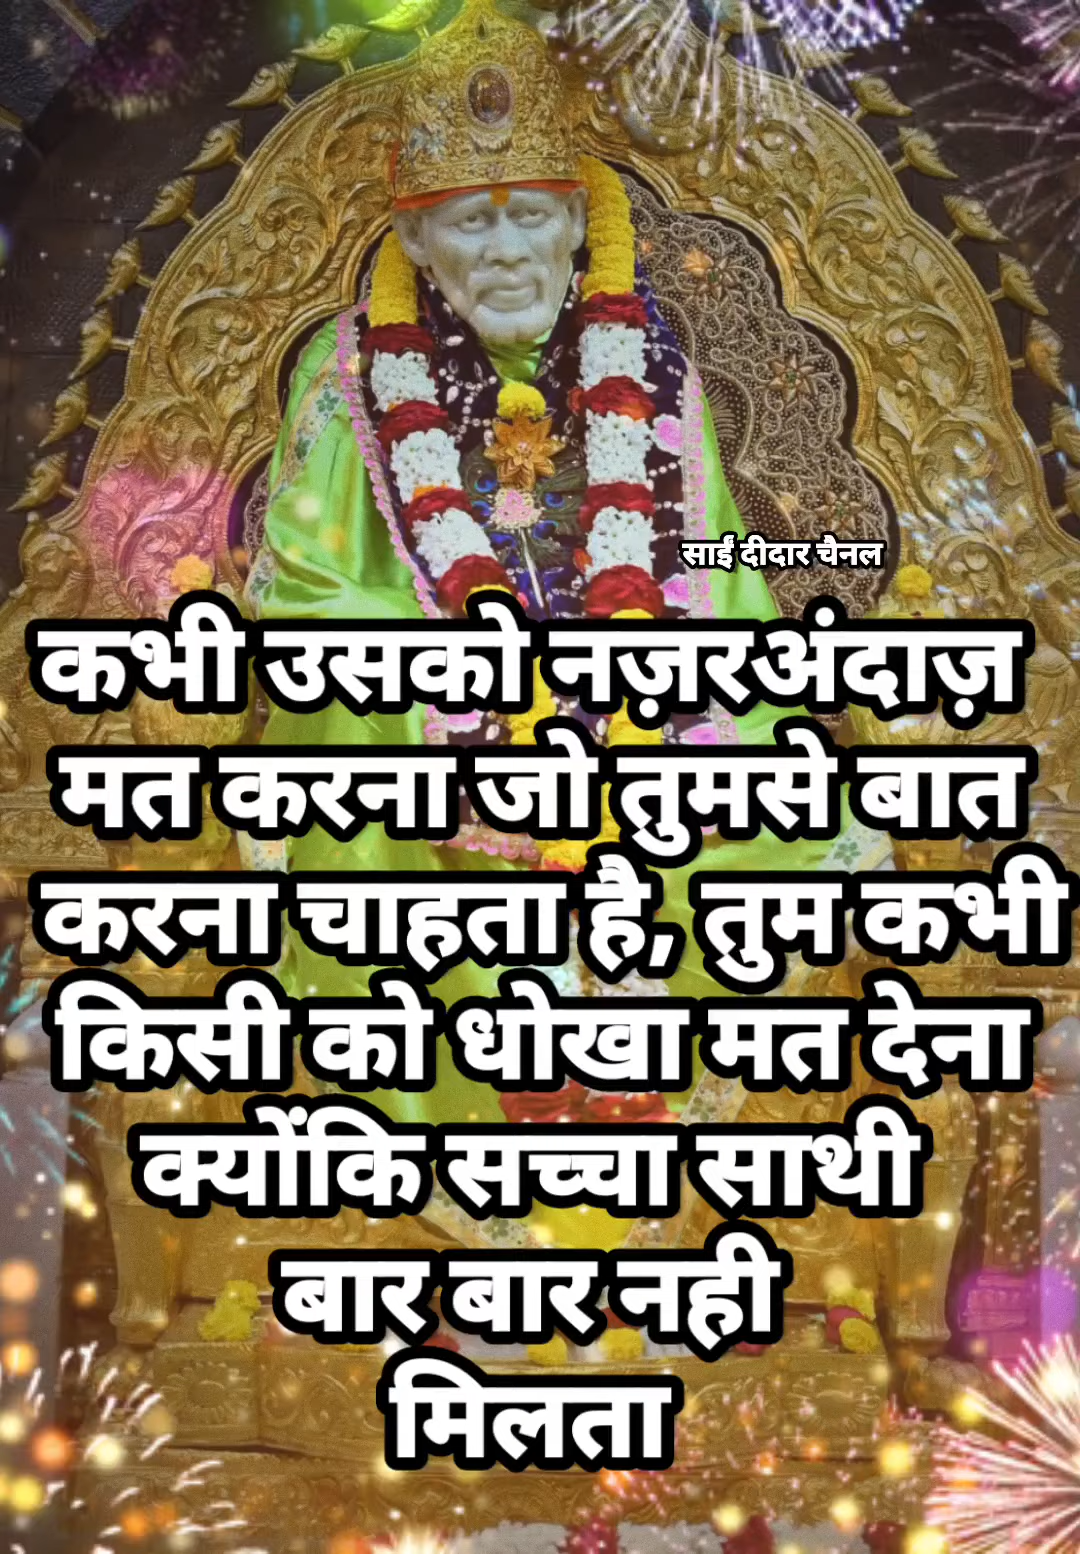 साईं दीदार चैनल
कभी उसको नज़रअंदाज़
मत करना जो तुमसे बात
करना चाहता है, तुम कभी
किसी को धोखा मत देना
क्योंकि सच्चा साथी
बार बार नही
मिलता